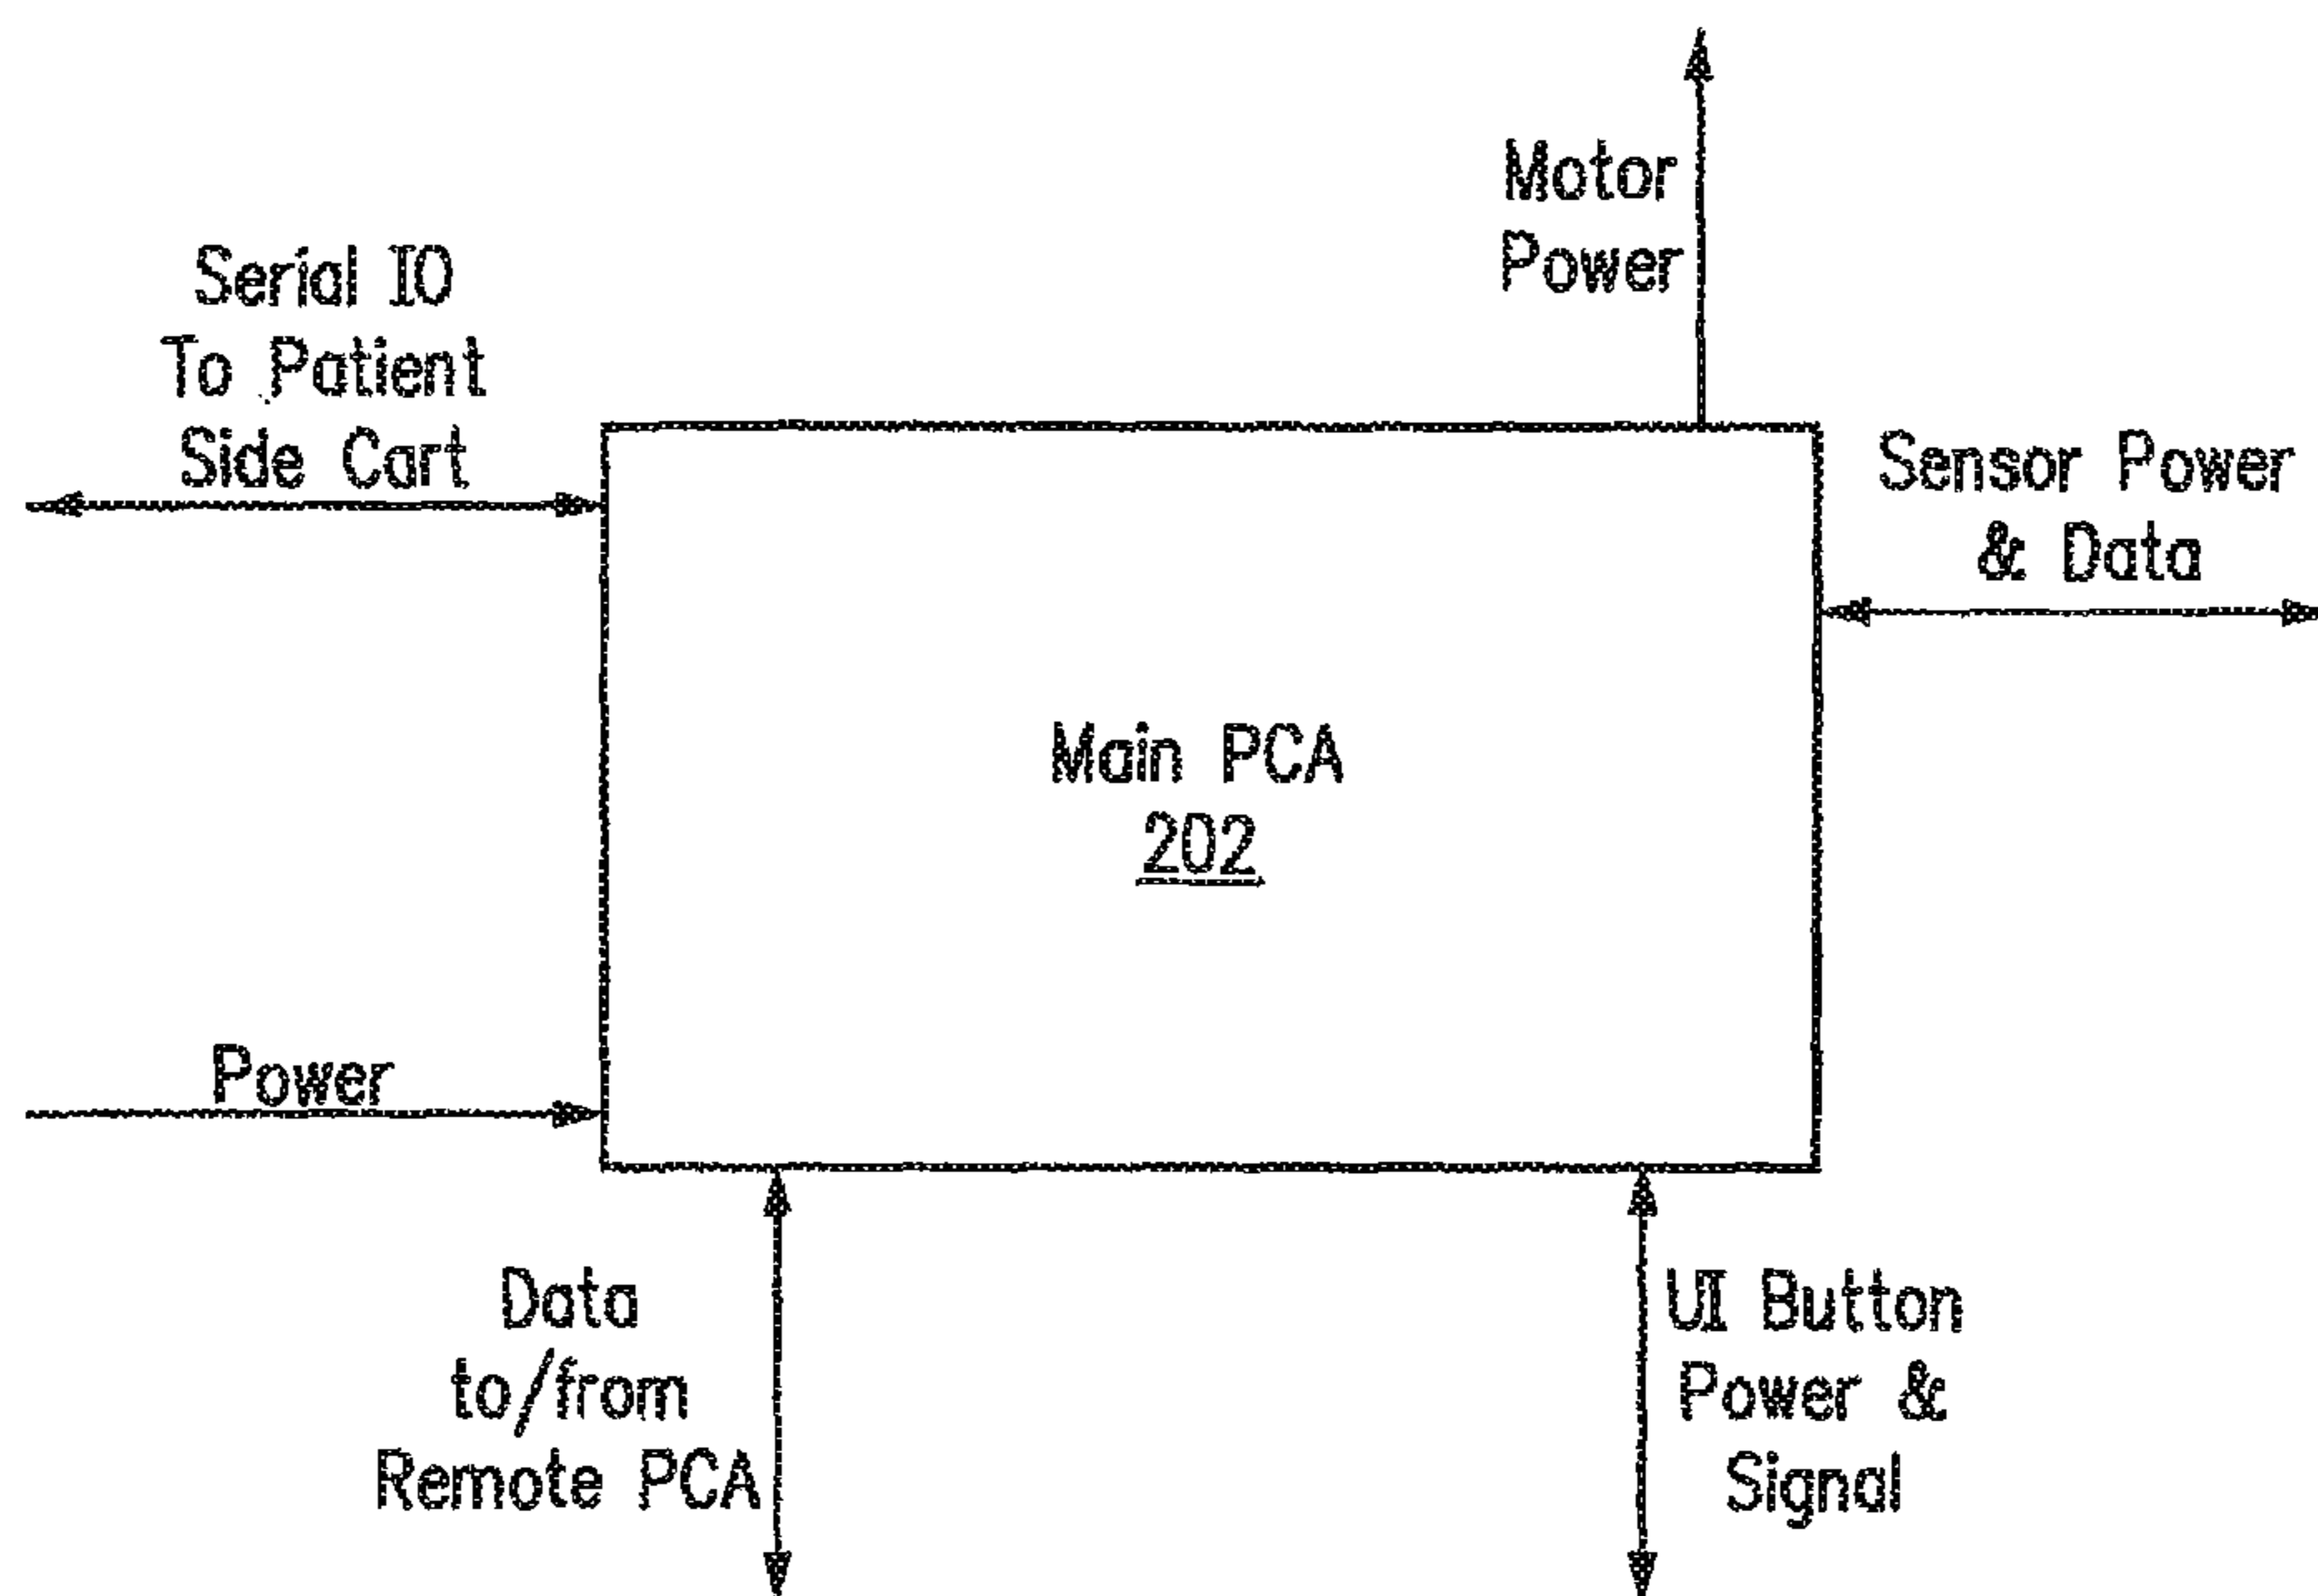 Motor
Power
Serial IO
To Patient
Side Cart
Sensor Power
& Data
Main PCA
202
Power
Data
to/from
Remote PCA
UI Button
Power &
Signal